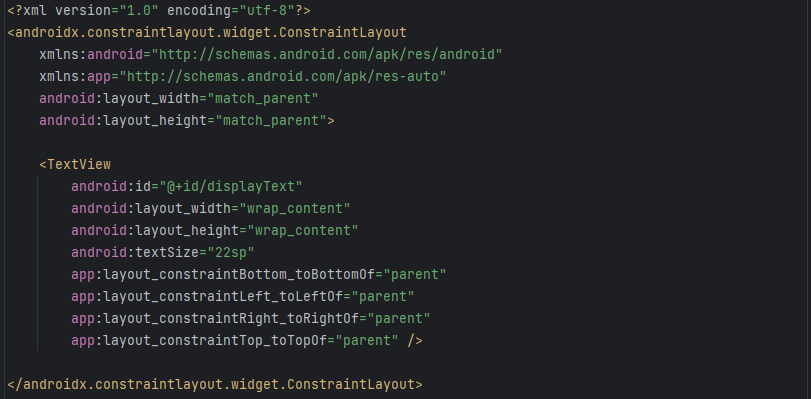 <?xml version="1.0" encoding="utf-8"?>
<androidx.constraintlayout.widget.ConstraintLayout
    xmlns:android="http://schemas.android.com/apk/res/android"
    xmlns:app="http://schemas.android.com/apk/res-auto"
    android:layout_width="match_parent"
    android:layout_height="match_parent">

    <TextView
        android:id="@+id/displayText"
        android:layout_width="wrap_content"
        android:layout_height="wrap_content"
        android:textSize="22sp"
        app:layout_constraintBottom_toBottomOf="parent"
        app:layout_constraintLeft_toLeftOf="parent"
        app:layout_constraintRight_toRightOf="parent"
        app:layout_constraintTop_toTopOf="parent" />

</androidx.constraintlayout.widget.ConstraintLayout>